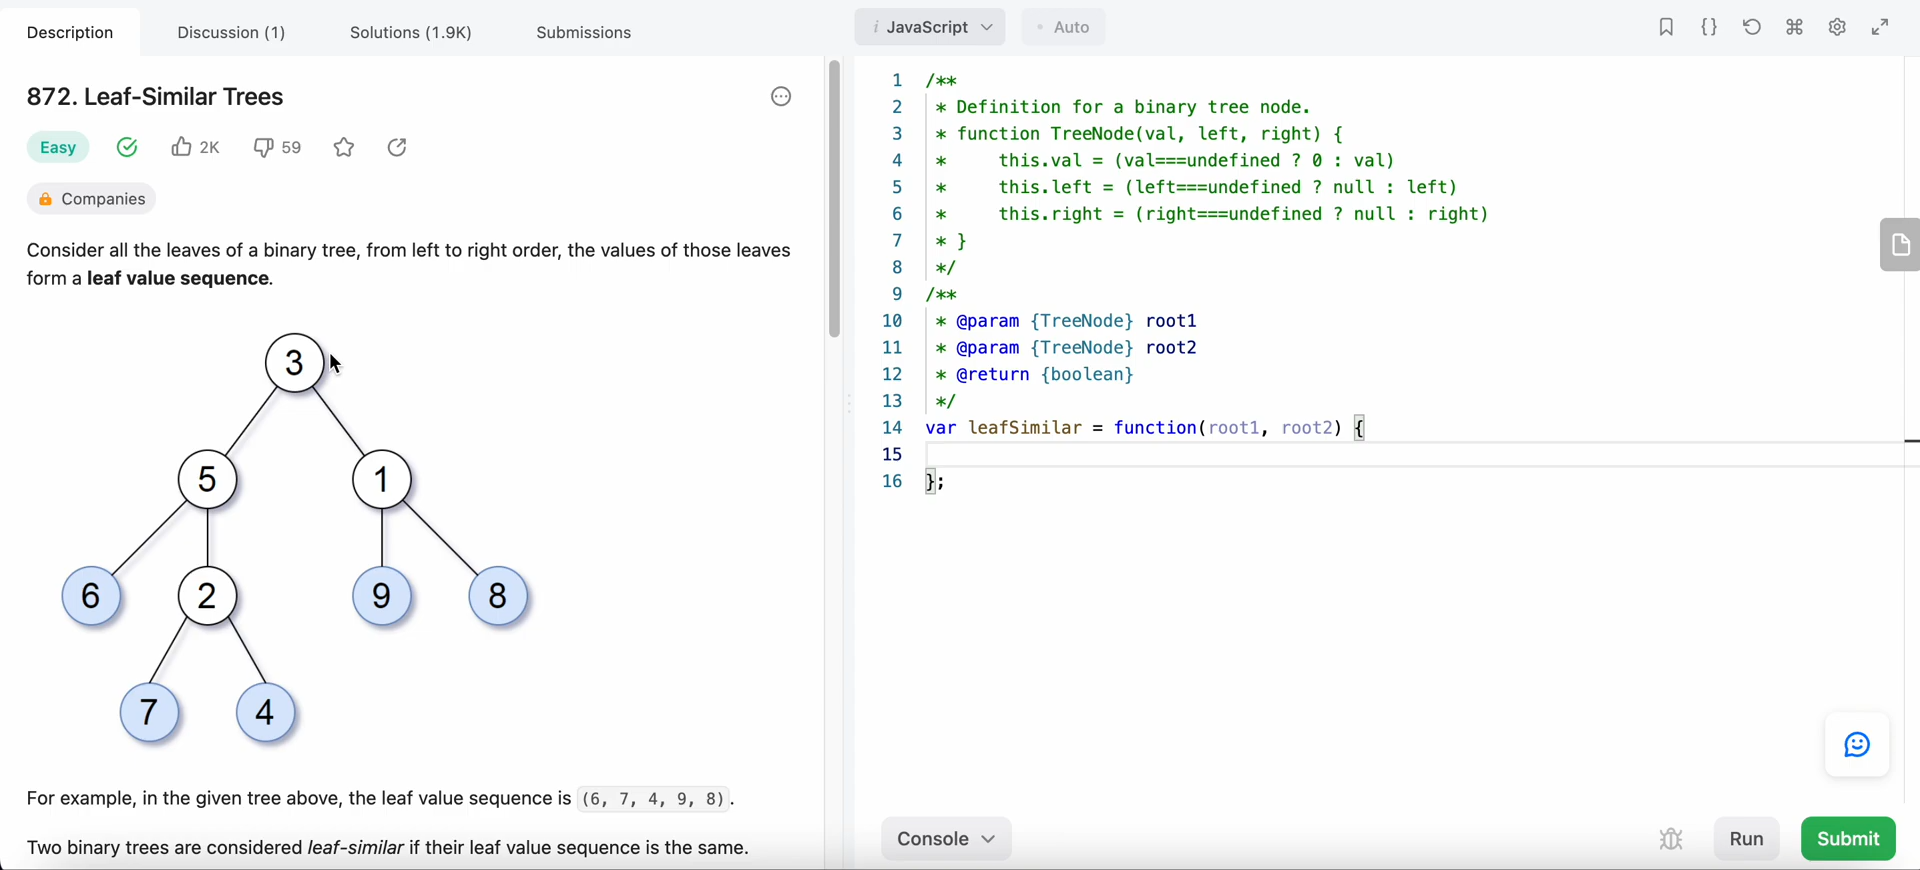 Description
Discussion (1)
Solutions (1.9K)
Submissions
i JavaScript
Auto
872. Leaf-Similar Trees
Easy
2K
59
Companies
Consider all the leaves of a binary tree, from left to right order, the values of those leaves
form a leaf value sequence.
3
5
1
6
2
9
8
7
4
For example, in the given tree above, the leaf value sequence is (6, 7, 4, 9, 8).
Two binary trees are considered leaf-similar if their leaf value sequence is the same.
1 /**
2 * Definition for a binary tree node.
3 * function TreeNode(val, left, right) {
4 *     this.val = (val===undefined ? 0 : val)
5 *     this.left = (left===undefined ? null : left)
6 *     this.right = (right===undefined ? null : right)
7 * }
8 */
9 /**
10 * @param {TreeNode} root1
11 * @param {TreeNode} root2
12 * @return {boolean}
13 */
14 var leafSimilar = function(root1, root2) {
15
16 };
Console
Run
Submit